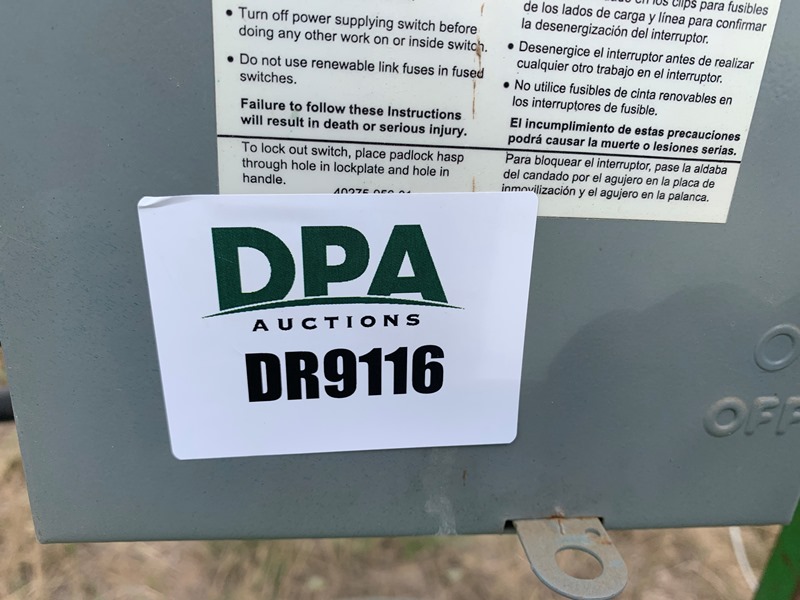 • Turn off power supplying switch before
doing any other work on or inside switch.
• Do not use renewable link fuses in fused
switches.
Failure to follow these Instructions
will result in death or serious injury.
To lock out switch, place padlock hasp
through hole in lockplate and hole in
handle.
en los clips para fusibles
de los lados de carga y línea para confirmar
la desenergización del interruptor.
• Desenergice el interruptor antes de realizar
cualquier otro trabajo en el interruptor.
• No utilice fusibles de cinta renovables en
los interruptores de fusible.
El incumplimiento de estas precauciones
podrá causar la muerte o lesiones serias.
Para bloquear el interruptor, pase la aldaba
del candado por el agujero en la placa de
inmovilización y el agujero en la palanca.
DPA
AUCTIONS
DR9116
O
OFF